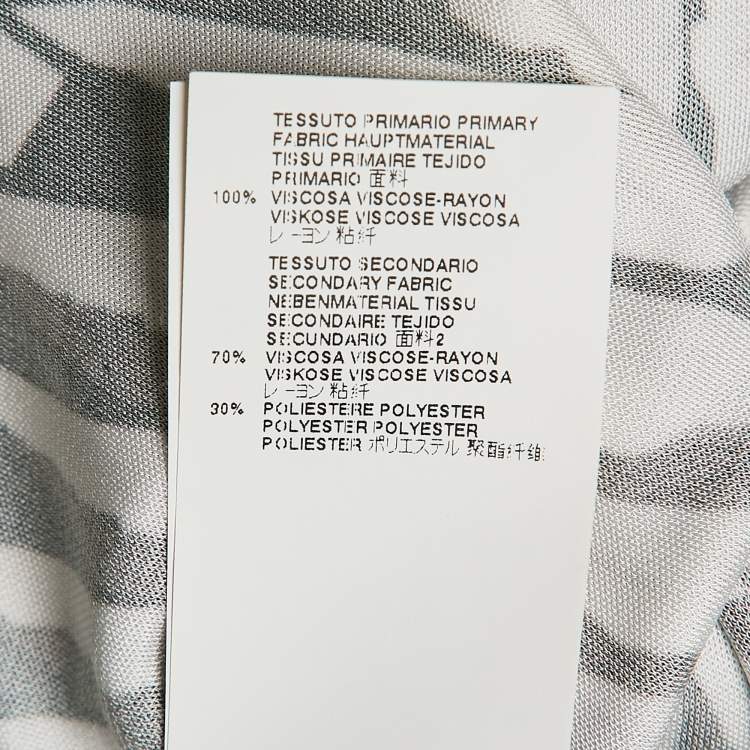 TESSUTO PRIMARIO PRIMARY
FABRIC HAUPTMATERIAL
TISSU PRIMAIRE TEJIDO
PRIMARIO 面料
100% VISCOSA VISCOSE-RAYON
VISKOSE VISCOSE VISCOSA
レーヨン 粘纤
TESSUTO SECONDARIO
SECONDARY FABRIC
NEBENMATERIAL TISSU
SECONDAIRE TEJIDO
SECUNDARIO 面料2
70% VISCOSA VISCOSE-RAYON
VISKOSE VISCOSE VISCOSA
レーヨン 粘纤
30% POLIESTERE POLYESTER
POLYESTER POLYESTER
POLIESTER ポリエステル 聚酯纤维